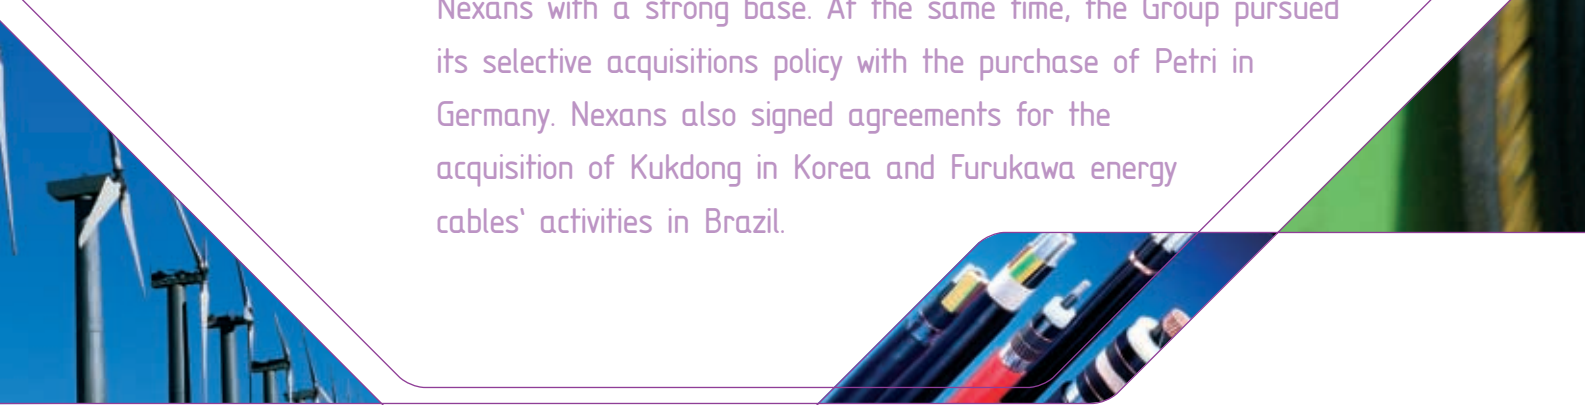 Nexans with a strong base. At the same time, the Group pursued
its selective acquisitions policy with the purchase of Petri in
Germany. Nexans also signed agreements for the
acquisition of Kukdong in Korea and Furukawa energy
cables‘ activities in Brazil.